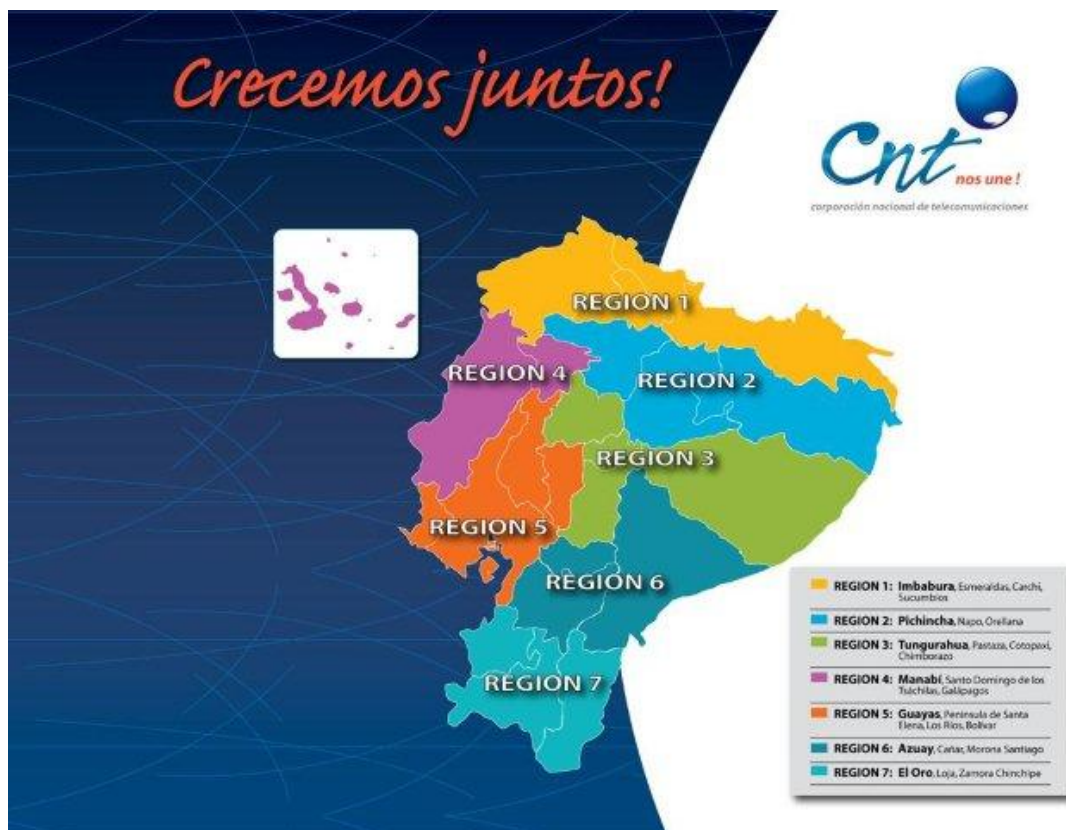 Crecemos juntos!
Cnt
nos une!
corporación nacional de telecomunicaciones
REGION 1
REGION 4
REGION 2
REGION 3
REGION 5
REGION 6
REGION 7
REGION 1: Imbabura, Esmeraldas, Carchi,
Sucumbios
REGION 2: Pichincha, Napo, Orellana
REGION 3: Tungurahua, Pastaza, Cotopaxi,
Chimborazo
REGION 4: Manabí, Santo Domingo de los
Tsáchilas, Galápagos
REGION 5: Guayas, Peninsula de Santa
Elena, Los Ríos, Bolívar
REGION 6: Azuay, Cañar, Morona Santiago
REGION 7: El Oro, Loja, Zamora Chinchipe